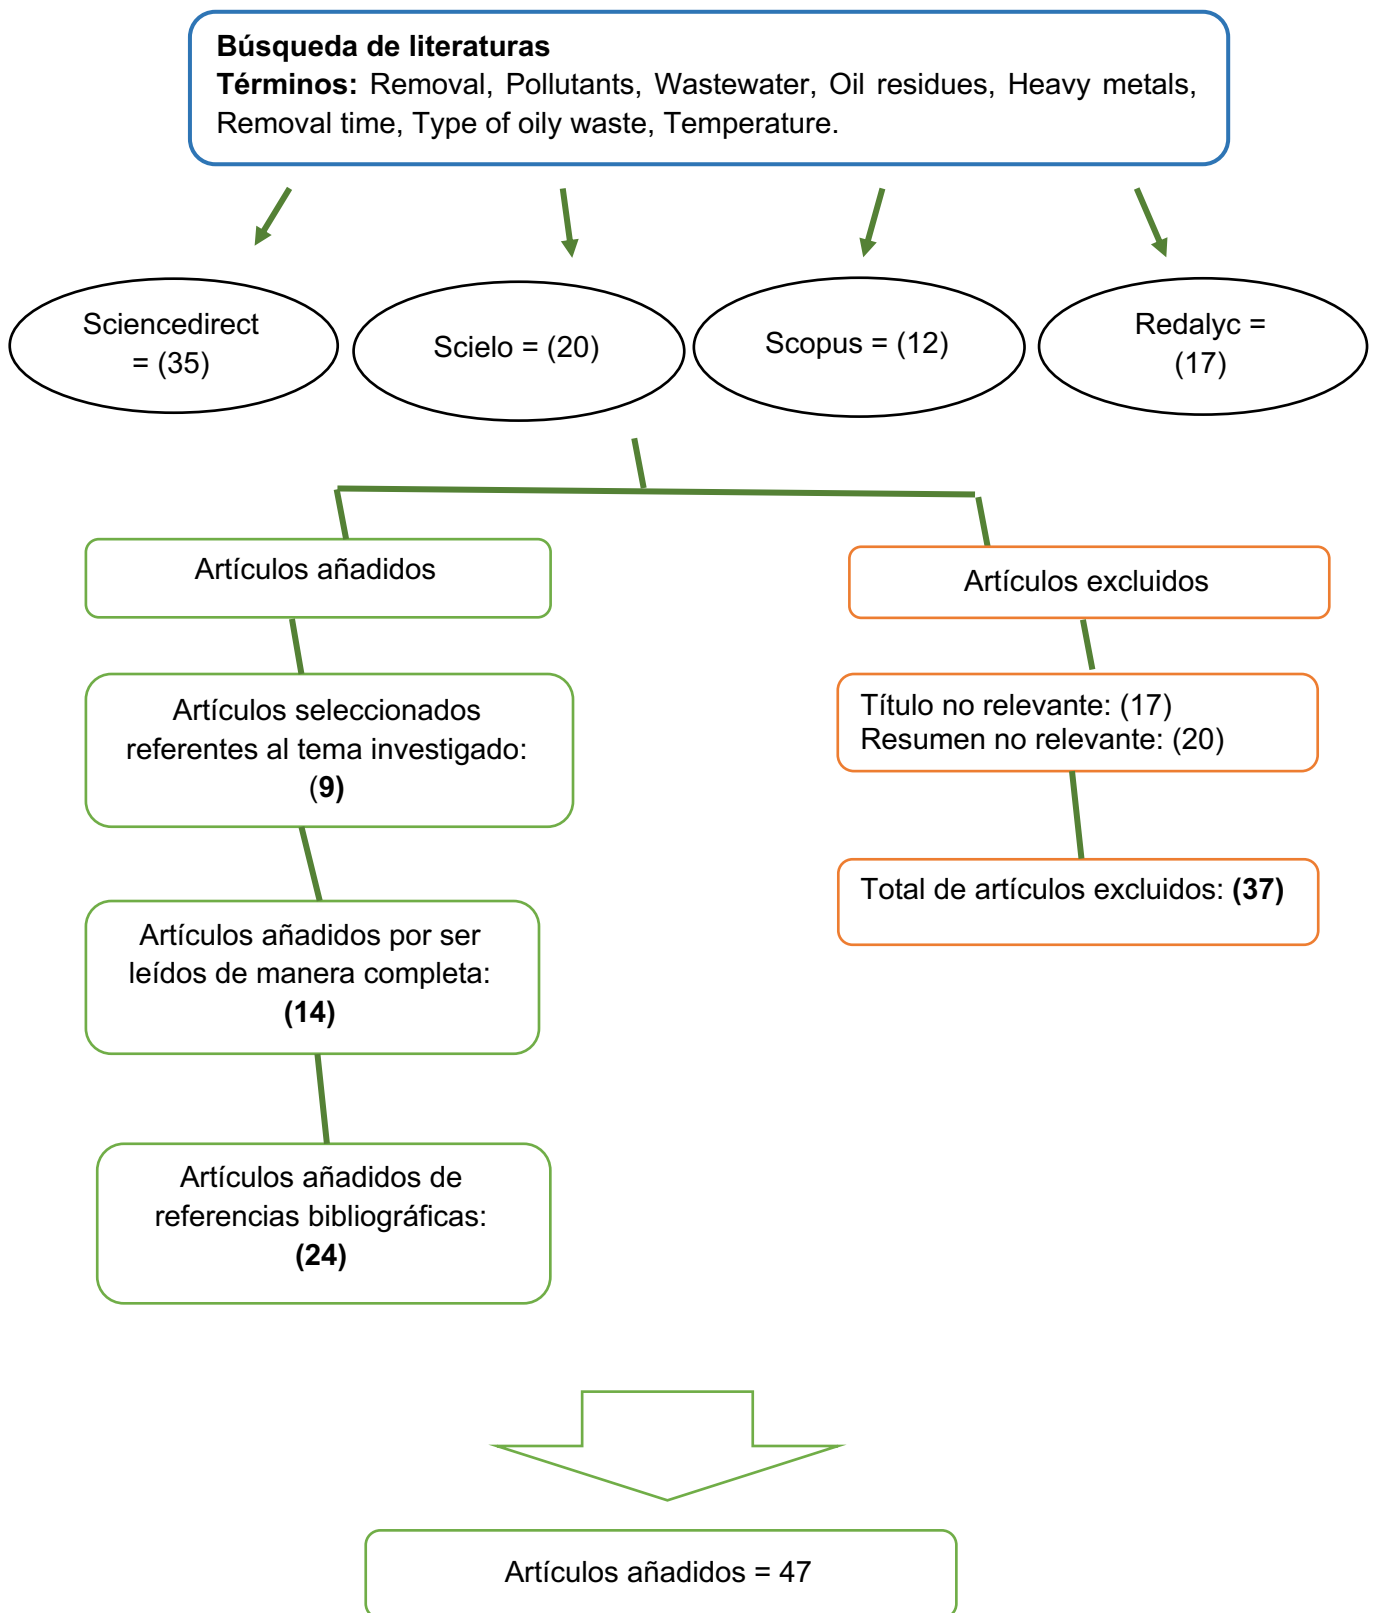 Búsqueda de literaturas
Términos: Removal, Pollutants, Wastewater, Oil residues, Heavy metals,
Removal time, Type of oily waste, Temperature.
Sciencedirect
= (35)
Scielo = (20)
Scopus = (12)
Redalyc =
(17)
Artículos añadidos
Artículos excluidos
Artículos seleccionados
referentes al tema investigado:
(9)
Título no relevante: (17)
Resumen no relevante: (20)
Total de artículos excluidos: (37)
Artículos añadidos por ser
leídos de manera completa:
(14)
Artículos añadidos de
referencias bibliográficas:
(24)
Artículos añadidos = 47